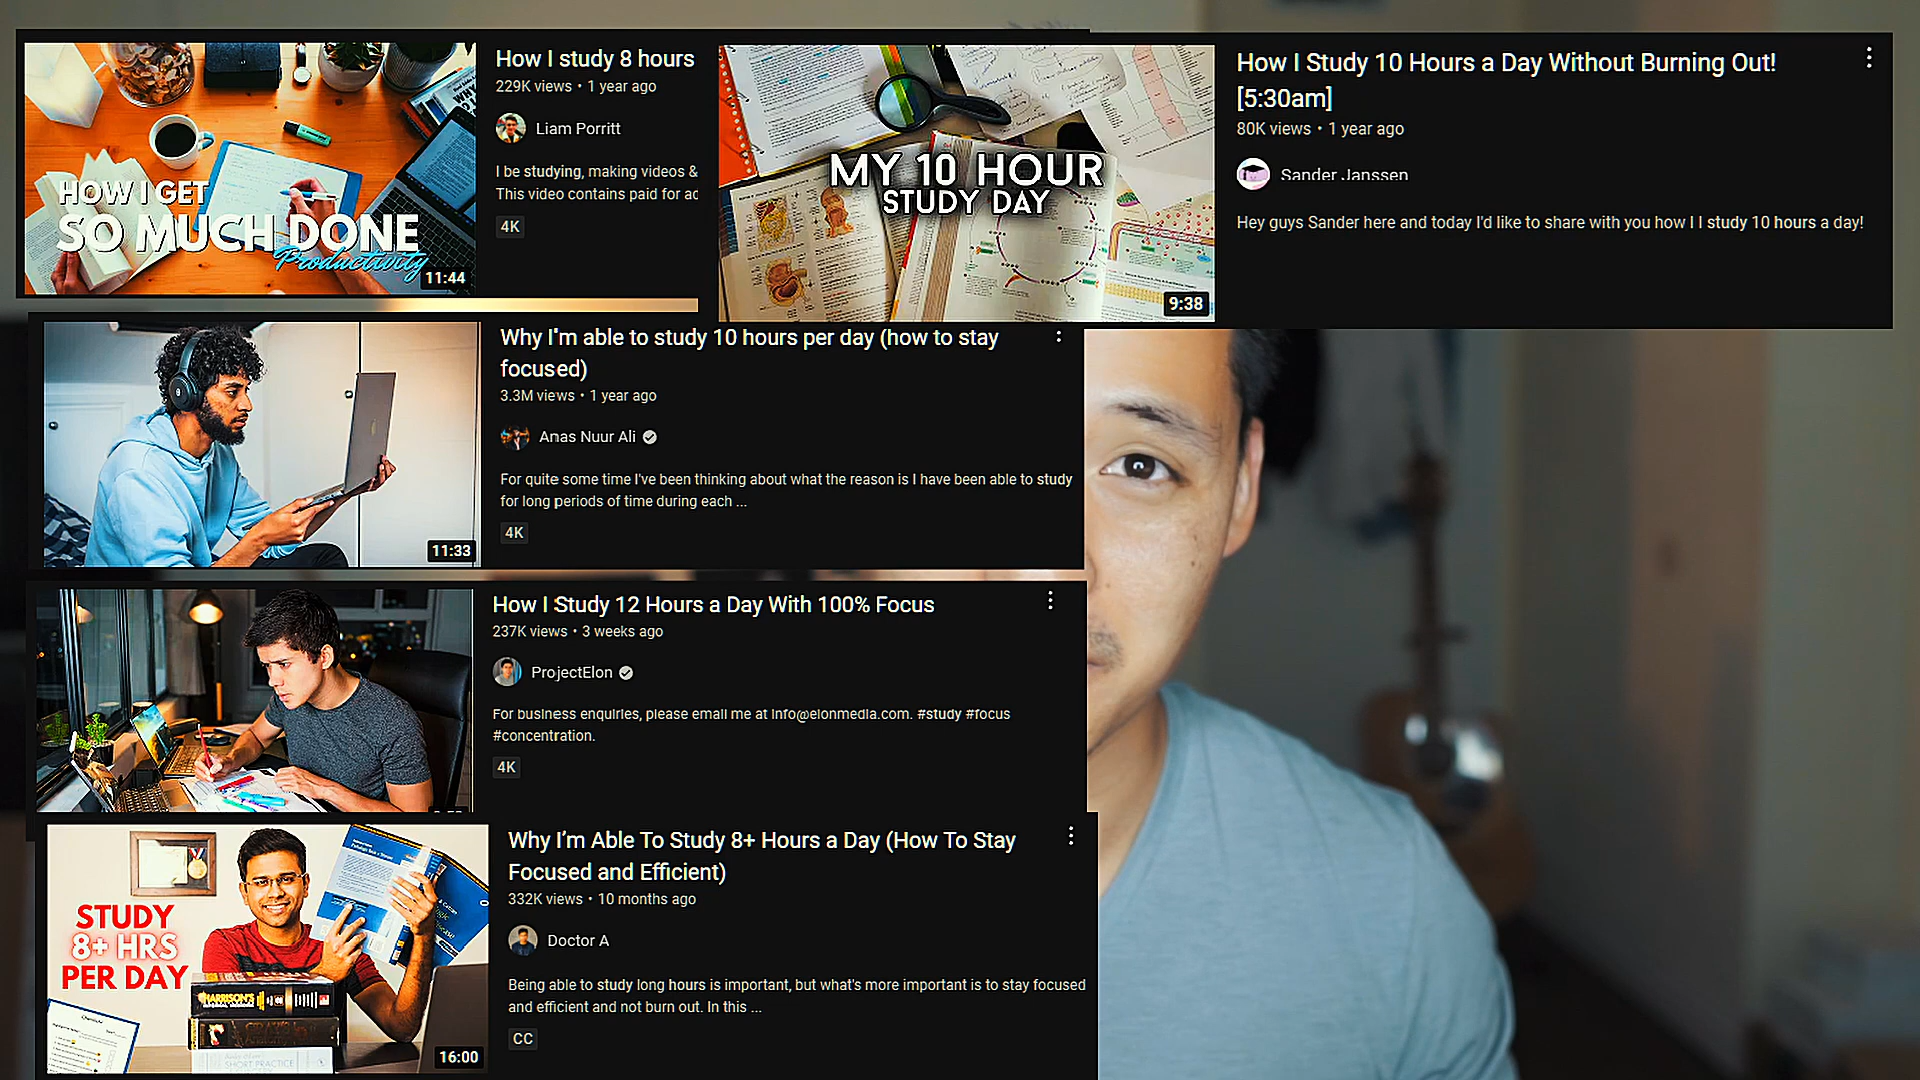 HOW I GET
SO MUCH DONE
Productivity
11:44
How I study 8 hours
229K views • 1 year ago
Liam Porritt
I be studying, making videos &
This video contains paid for ad
4K
MY 10 HOUR
STUDY DAY
9:38
How I Study 10 Hours a Day Without Burning Out!
[5:30am]
80K views • 1 year ago
Sander Janssen
Hey guys Sander here and today I'd like to share with you how I I study 10 hours a day!
11:33
Why I'm able to study 10 hours per day (how to stay
focused)
3.3M views • 1 year ago
Anas Nuur Ali
For quite some time I've been thinking about what the reason is I have been able to study
for long periods of time during each ...
4K
How I Study 12 Hours a Day With 100% Focus
237K views • 3 weeks ago
ProjectElon
For business enquiries, please email me at info@elonmedia.com. #study #focus
#concentration.
4K
STUDY
8+ HRS
PER DAY
HARRISON'S
SHORT PRACTICE
16:00
Why I’m Able To Study 8+ Hours a Day (How To Stay
Focused and Efficient)
332K views • 10 months ago
Doctor A
Being able to study long hours is important, but what's more important is to stay focused
and efficient and not burn out. In this ...
CC